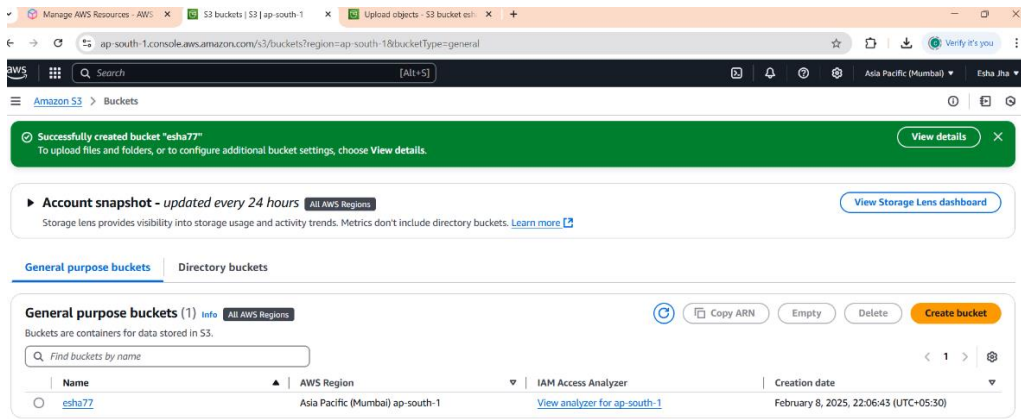 Manage AWS Resources - AWS
S3 buckets | S3 | ap-south-1
Upload objects - S3 bucket esh
ap-south-1.console.aws.amazon.com/s3/buckets?region=ap-south-1&bucketType=general
Verify it's you
aws
Search
[Alt+S]
Asia Pacific (Mumbai)
Esha Jha
Amazon S3 > Buckets
Successfully created bucket "esha77"
View details
To upload files and folders, or to configure additional bucket settings, choose View details.
Account snapshot - updated every 24 hours All AWS Regions
View Storage Lens dashboard
Storage lens provides visibility into storage usage and activity trends. Metrics don't include directory buckets. Learn more
General purpose buckets
Directory buckets
General purpose buckets (1) Info All AWS Regions
Copy ARN
Empty
Delete
Create bucket
Buckets are containers for data stored in S3.
Find buckets by name
1
Name
AWS Region
IAM Access Analyzer
Creation date
esha77
Asia Pacific (Mumbai) ap-south-1
View analyzer for ap-south-1
February 8, 2025, 22:06:43 (UTC+05:30)